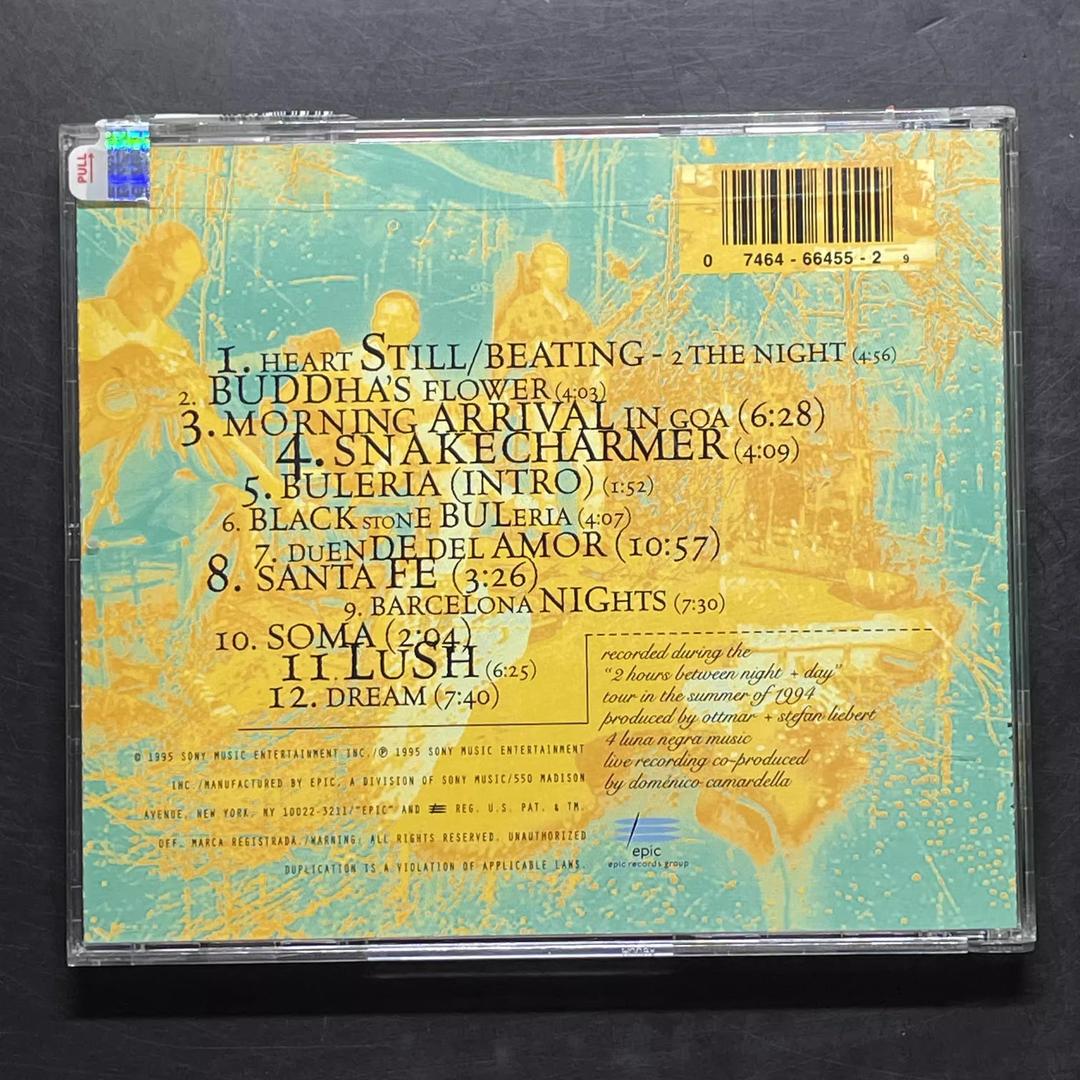 PULL
0 7464 - 66455 - 2 9
1. HEART STILL/BEATING - 2 THE NIGHT (4:56)
2. BUDDHA'S FLOWER (4:03)
3. MORNING ARRIVAL IN GOA (6:28)
4. SNAKECHARMER (4:09)
5. BULERIA (INTRO) (1:52)
6. BLACK STONE BULERIA (4:07)
7. DUENDE DEL AMOR (10:57)
8. SANTA FE (3:26)
9. BARCELONA NIGHTS (7:30)
10. SOMA (2:04)
11. LUSH (6:25)
12. DREAM (7:40)
recorded during the
"2 hours between night + day"
tour in the summer of 1994
produced by ottmar + stefan liebert
4 luna negra music
live recording co-produced
by domenico camardella
© 1995 SONY MUSIC ENTERTAINMENT INC./℗ 1995 SONY MUSIC ENTERTAINMENT
INC./MANUFACTURED BY EPIC, A DIVISION OF SONY MUSIC/550 MADISON
AVENUE, NEW YORK, NY 10022-3211/"EPIC" AND REG. U.S. PAT. & TM.
OFF. MARCA REGISTRADA./WARNING: ALL RIGHTS RESERVED. UNAUTHORIZED
DUPLICATION IS A VIOLATION OF APPLICABLE LAWS.
epic
epic records group